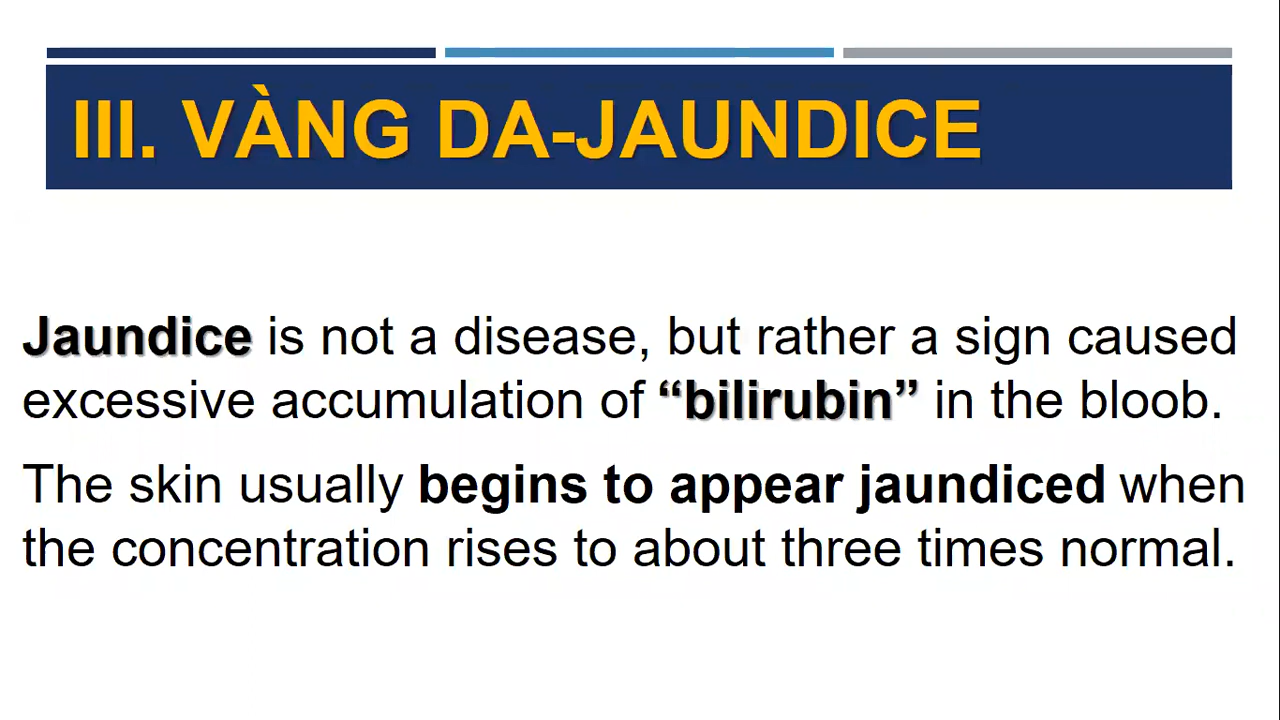 III. VÀNG DA-JAUNDICE
Jaundice is not a disease, but rather a sign caused
excessive accumulation of “bilirubin” in the bloob.
The skin usually begins to appear jaundiced when
the concentration rises to about three times normal.